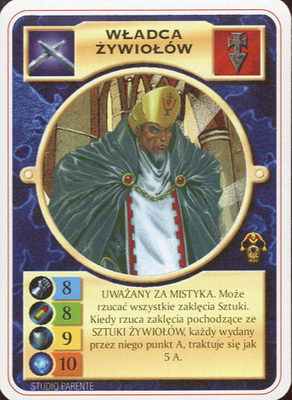 WŁADCA
ŻYWIOŁÓW
8
8
9
10
UWAŻANY ZA MISTYKA. Może
rzucać wszystkie zaklęcia Sztuki.
Kiedy rzuca zaklęcia pochodzące ze
SZTUKI ŻYWIOŁÓW, każdy wydany
przez niego punkt A, traktuje się jak
5 A.
STUDIO PARENTE